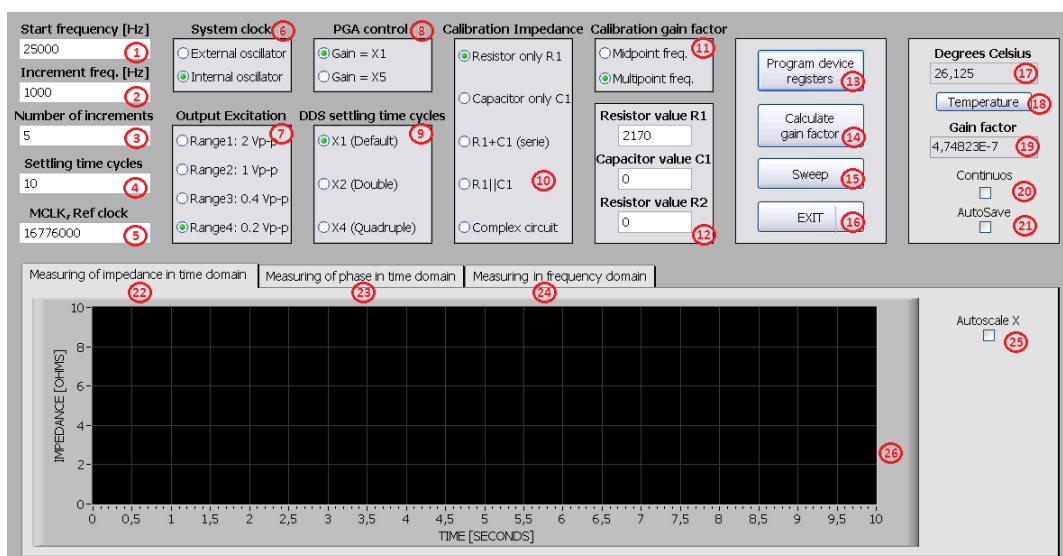 Start frequency [Hz]
25000
1
Increment freq. [Hz]
1000
2
Number of increments
5
3
Settling time cycles
10
4
MCLK, Ref clock
16776000
5
System clock
6
External oscillator
Internal oscillator
Output Excitation
7
Range1: 2 Vp-p
Range2: 1 Vp-p
Range3: 0.4 Vp-p
Range4: 0.2 Vp-p
PGA control
8
Gain = X1
Gain = X5
DDS settling time cycles
9
X1 (Default)
X2 (Double)
X4 (Quadruple)
Calibration Impedance
Resistor only R1
Capacitor only C1
R1+C1 (serie)
R1||C1
10
Complex circuit
Calibration gain factor
Midpoint freq.
11
Multipoint freq.
Resistor value R1
2170
Capacitor value C1
0
Resistor value R2
0
12
Program device
registers
13
Calculate
gain factor
14
Sweep
15
EXIT
16
Degrees Celsius
26,125
17
Temperature
18
Gain factor
4,74823E-7
19
Continuos
20
AutoSave
21
Measuring of impedance in time domain
22
Measuring of phase in time domain
23
Measuring in frequency domain
24
Autoscale X
25
IMPEDANCE [OHMS]
10
8
6
4
2
0
26
0 0,5 1 1,5 2 2,5 3 3,5 4 4,5 5 5,5 6 6,5 7 7,5 8 8,5 9 9,5 10
TIME [SECONDS]